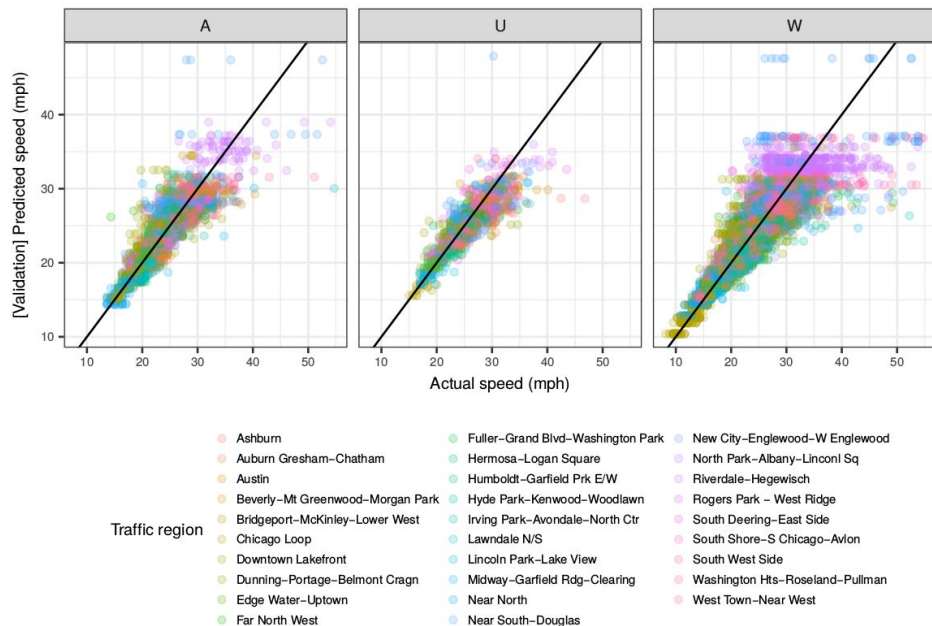 A U W
[Validation] Predicted speed (mph)
40
30
20
10
10 20 30 40 50 10 20 30 40 50 10 20 30 40 50
Actual speed (mph)
Traffic region
Ashburn
Auburn Gresham−Chatham
Austin
Beverly−Mt Greenwood−Morgan Park
Bridgeport−McKinley−Lower West
Chicago Loop
Downtown Lakefront
Dunning−Portage−Belmont Cragn
Edge Water−Uptown
Far North West
Fuller−Grand Blvd−Washington Park
Hermosa−Logan Square
Humboldt−Garfield Prk E/W
Hyde Park−Kenwood−Woodlawn
Irving Park−Avondale−North Ctr
Lawndale N/S
Lincoln Park−Lake View
Midway−Garfield Rdg−Clearing
Near North
Near South−Douglas
New City−Englewood−W Englewood
North Park−Albany−Linconl Sq
Riverdale−Hegewisch
Rogers Park − West Ridge
South Deering−East Side
South Shore−S Chicago−Avlon
South West Side
Washington Hts−Roseland−Pullman
West Town−Near West